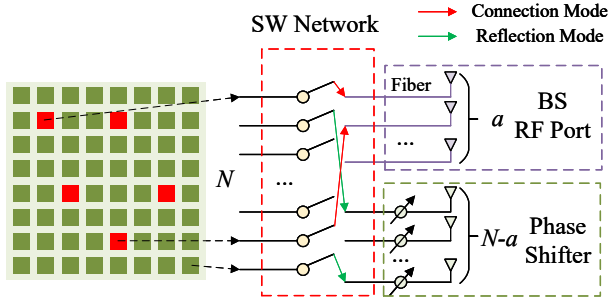 SW Network
Connection Mode
Reflection Mode
Fiber
BS
RF Port
a
...
N
...
N-a
Phase
Shifter
...